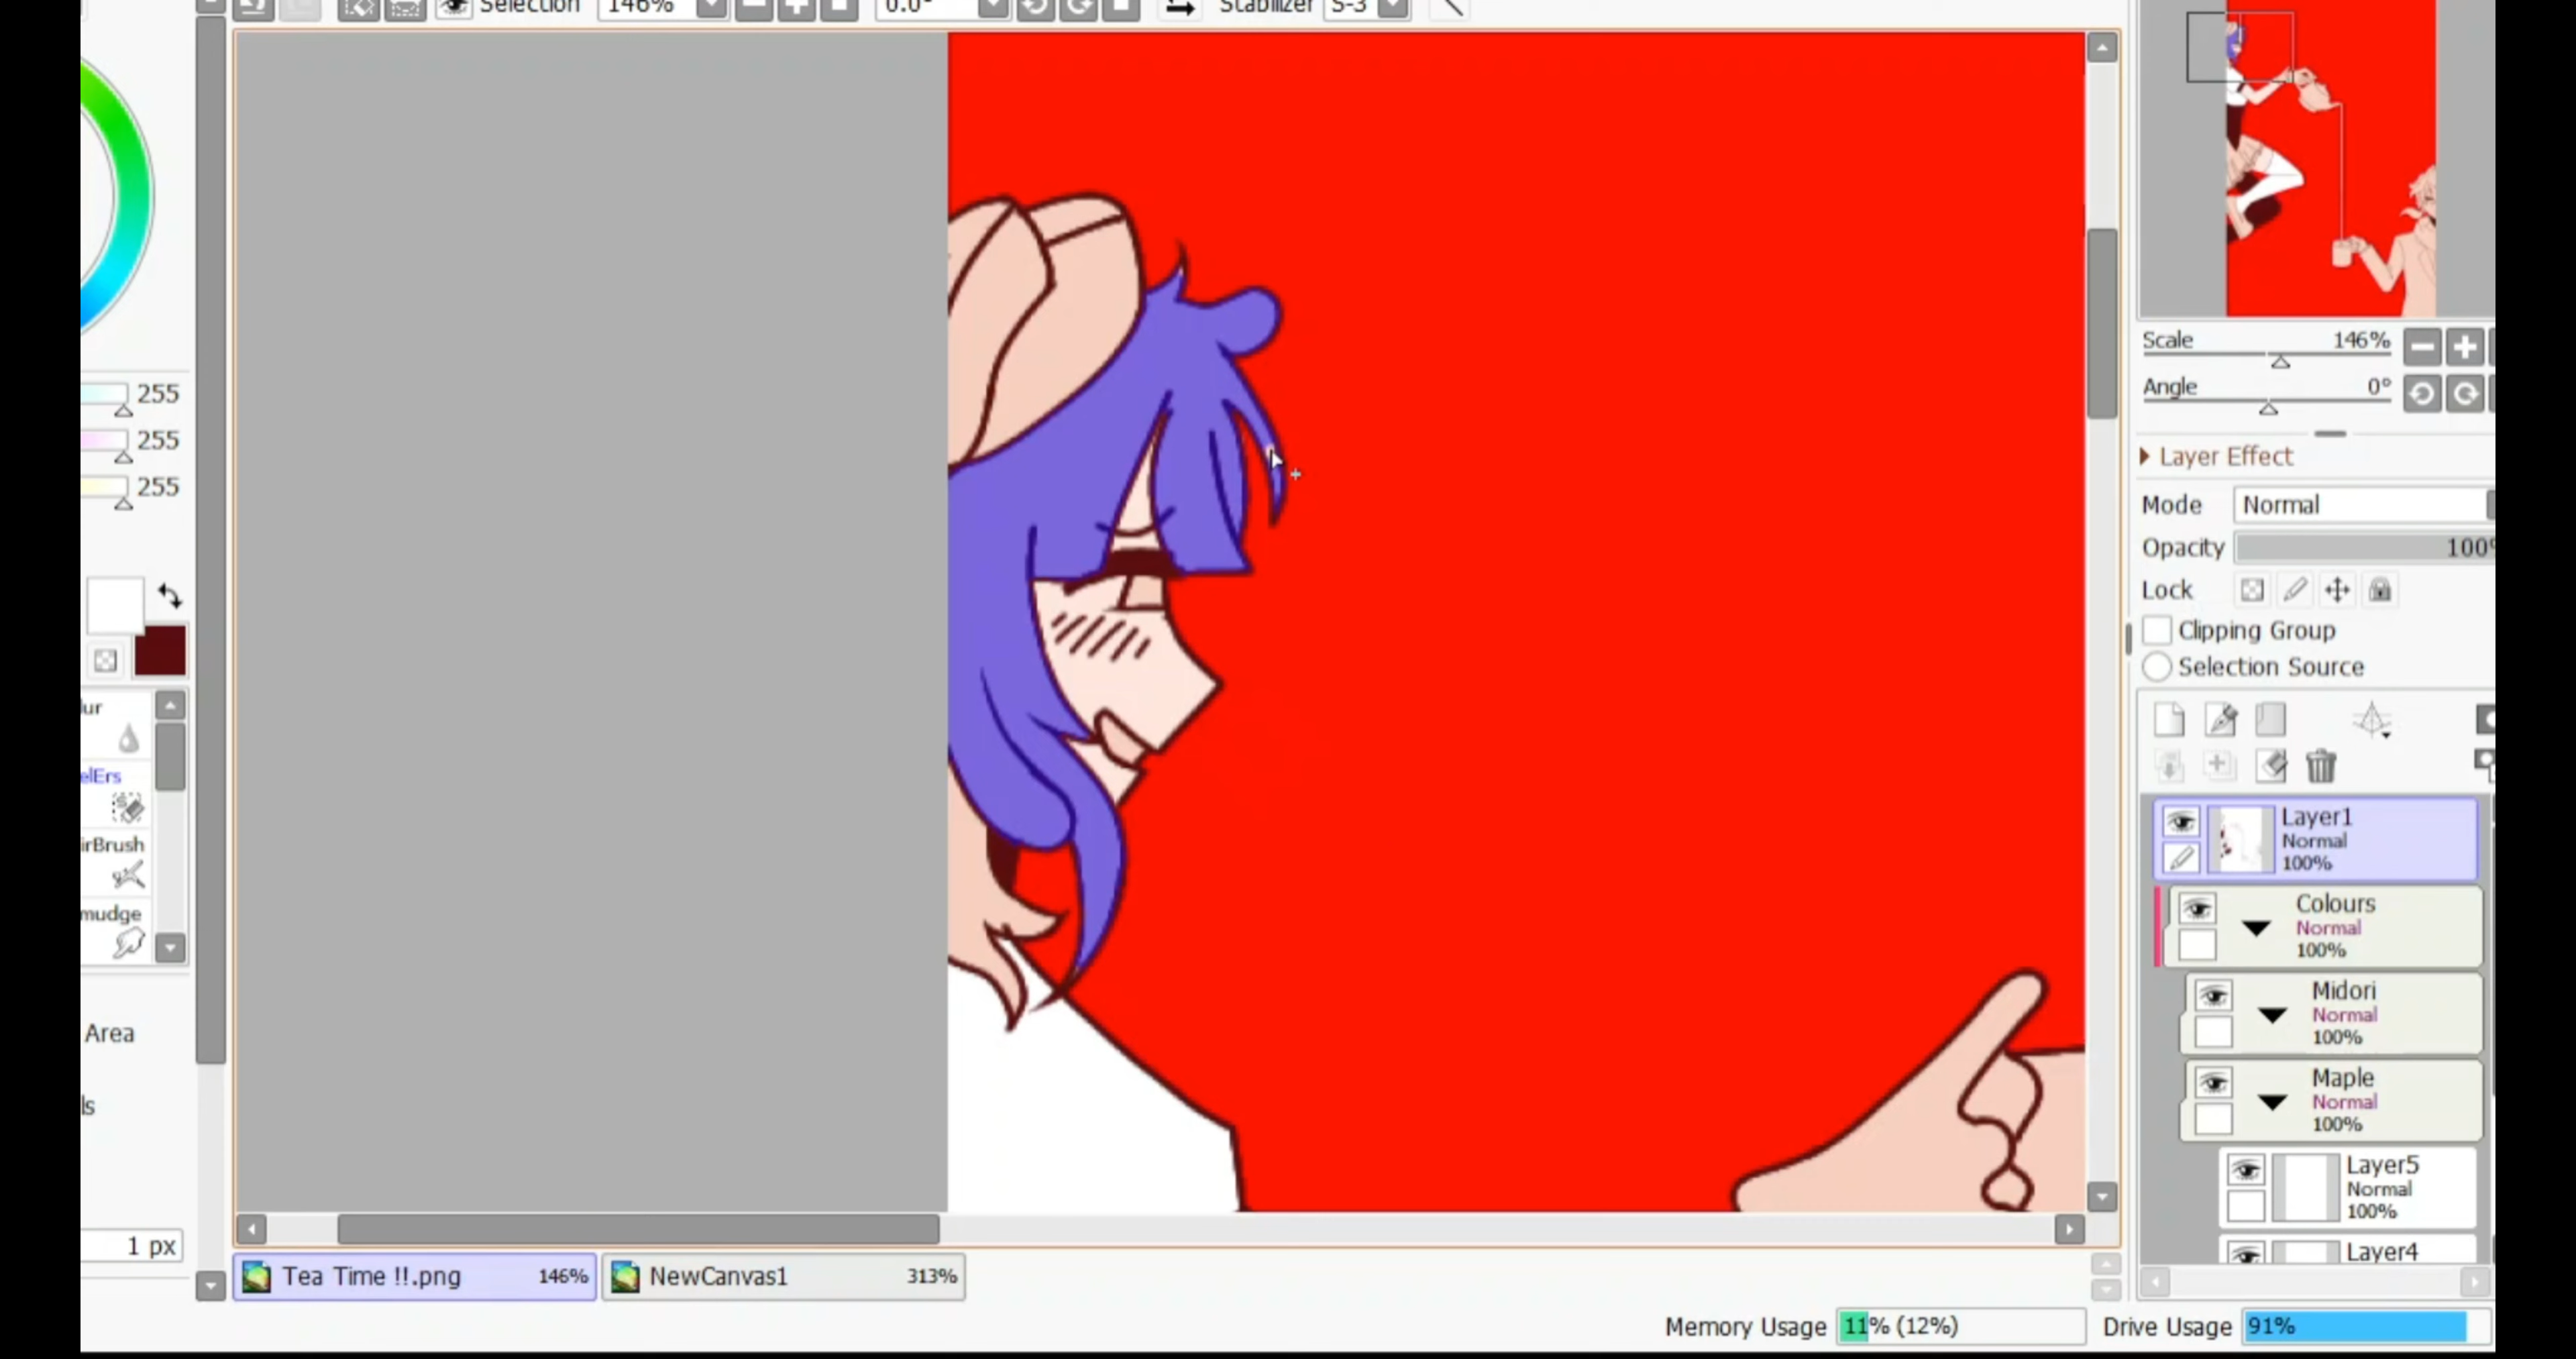 Selection 146% 0.0° Stabilizer S-3
255
255
255
lur
elErs
irBrush
mudge
Area
ls
1 px
Scale 146%
Angle 0°
Layer Effect
Mode Normal
Opacity 100%
Lock
Clipping Group
Selection Source
Layer1
Normal
100%
Colours
Normal
100%
Midori
Normal
100%
Maple
Normal
100%
Layer5
Normal
100%
Layer4
Tea Time !!.png 146% NewCanvas1 313%
Memory Usage 11% (12%) Drive Usage 91%